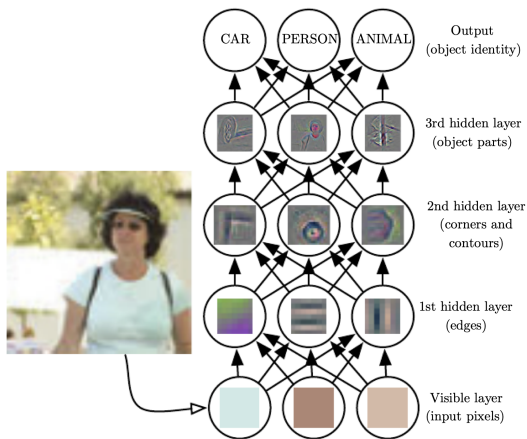 CAR
PERSON
ANIMAL
Output
(object identity)
3rd hidden layer
(object parts)
2nd hidden layer
(corners and
contours)
1st hidden layer
(edges)
Visible layer
(input pixels)